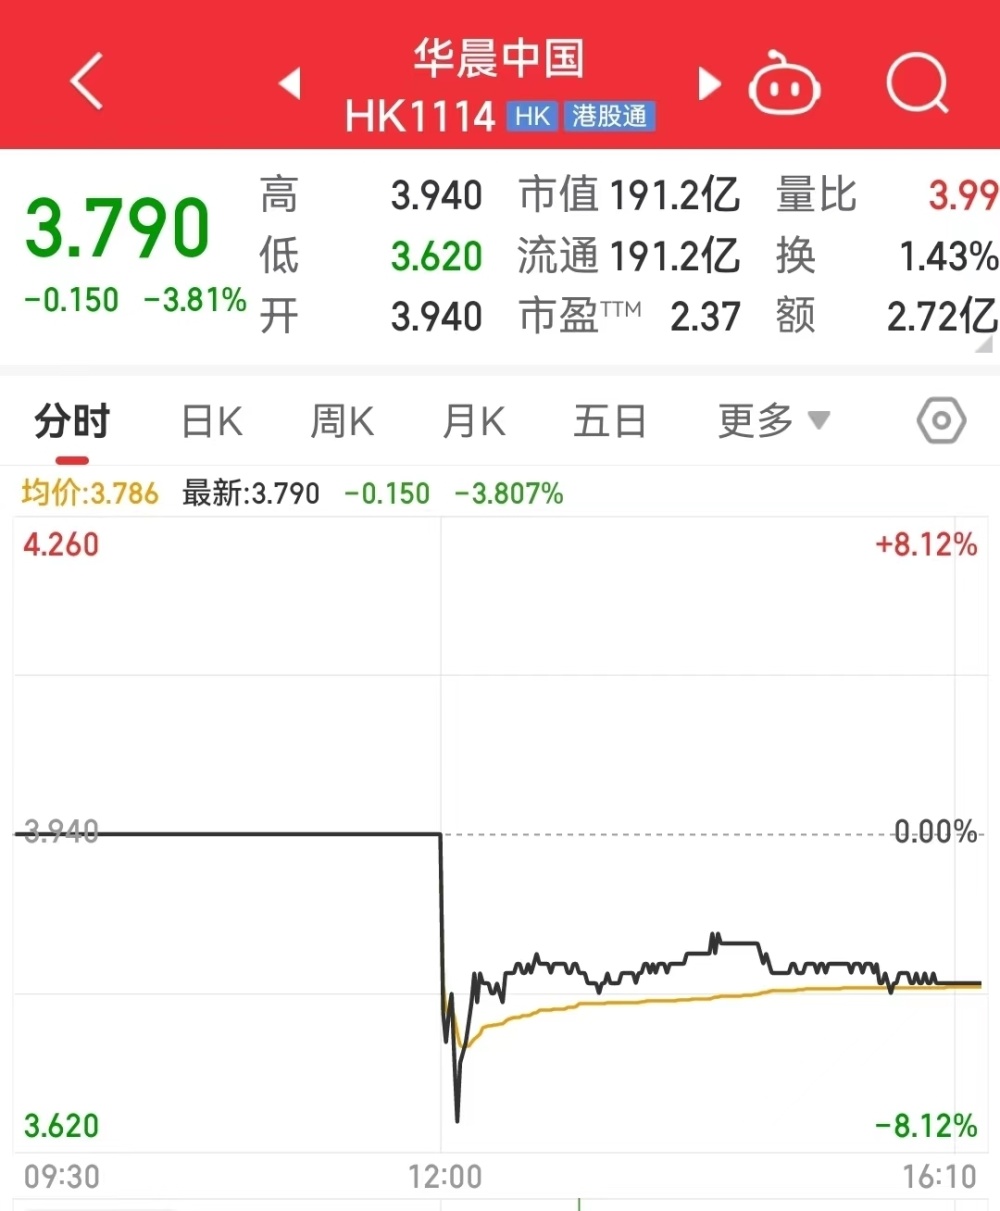 华晨中国
HK1114 HK 港股通
3.790
-0.150 -3.81%
高 3.940 市值 191.2亿 量比 3.99
低 3.620 流通 191.2亿 换 1.43%
开 3.940 市盈TTM 2.37 额 2.72亿
分时 日K 周K 月K 五日 更多
均价:3.786 最新:3.790 -0.150 -3.807%
4.260 +8.12%
3.940 0.00%
3.620 -8.12%
09:30 12:00 16:10